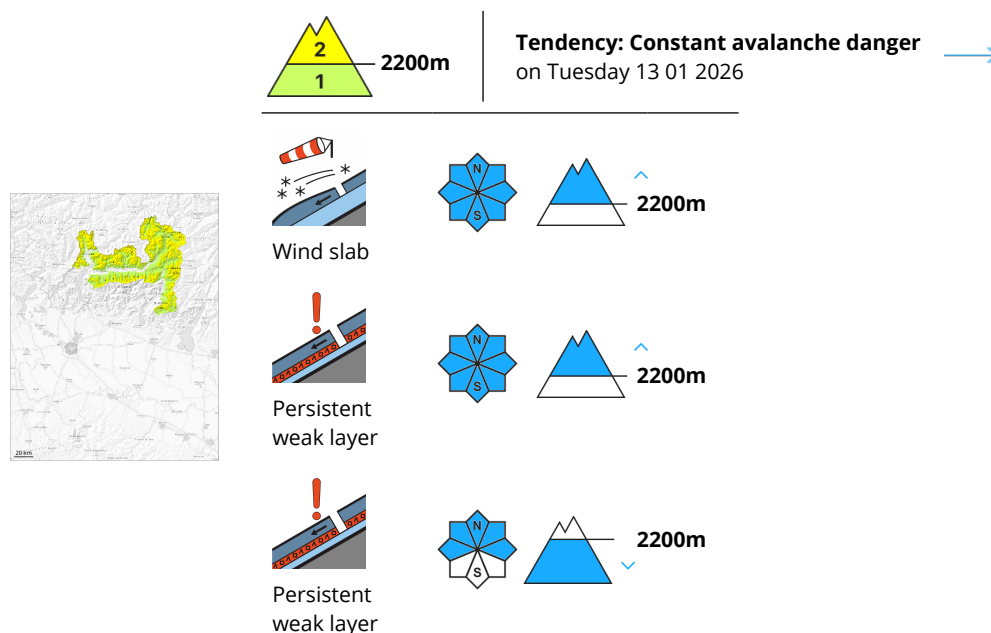 2
1
2200m
Tendency: Constant avalanche danger
on Tuesday 13 01 2026
N
S
2200m
Wind slab
N
S
2200m
Persistent
weak layer
N
S
2200m
Persistent
weak layer
20 km